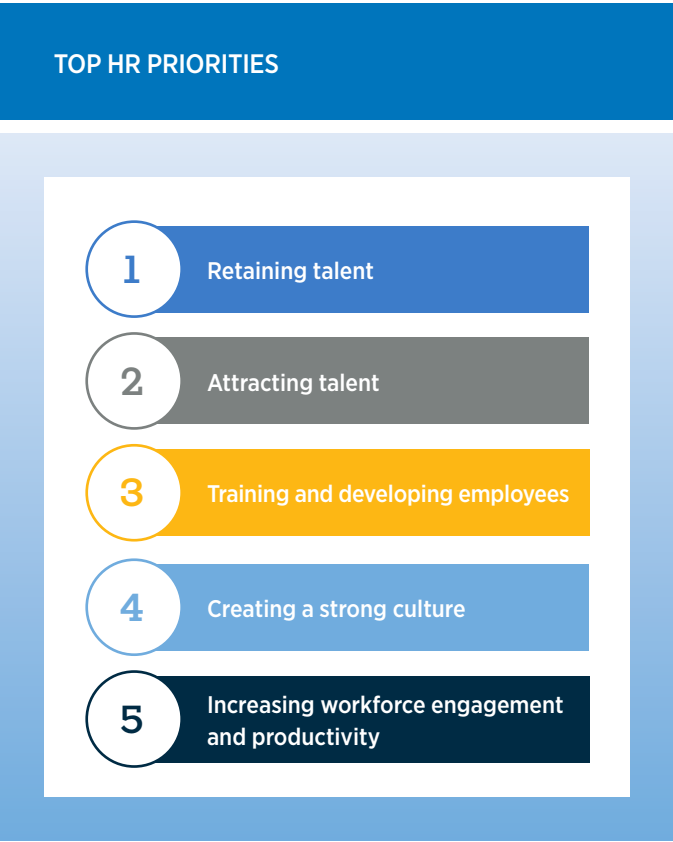 TOP HR PRIORITIES
1
Retaining talent
2
Attracting talent
3
Training and developing employees
4
Creating a strong culture
5
Increasing workforce engagement
and productivity